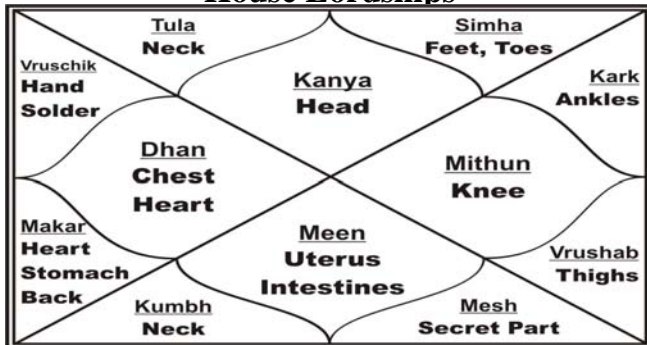 House Lordships
Tula
Neck
Simha
Feet, Toes
Vruschik
Hand
Solder
Kanya
Head
Kark
Ankles
Dhan
Chest
Heart
Mithun
Knee
Makar
Heart
Stomach
Back
Meen
Uterus
Intestines
Vrushab
Thighs
Kumbh
Neck
Mesh
Secret Part